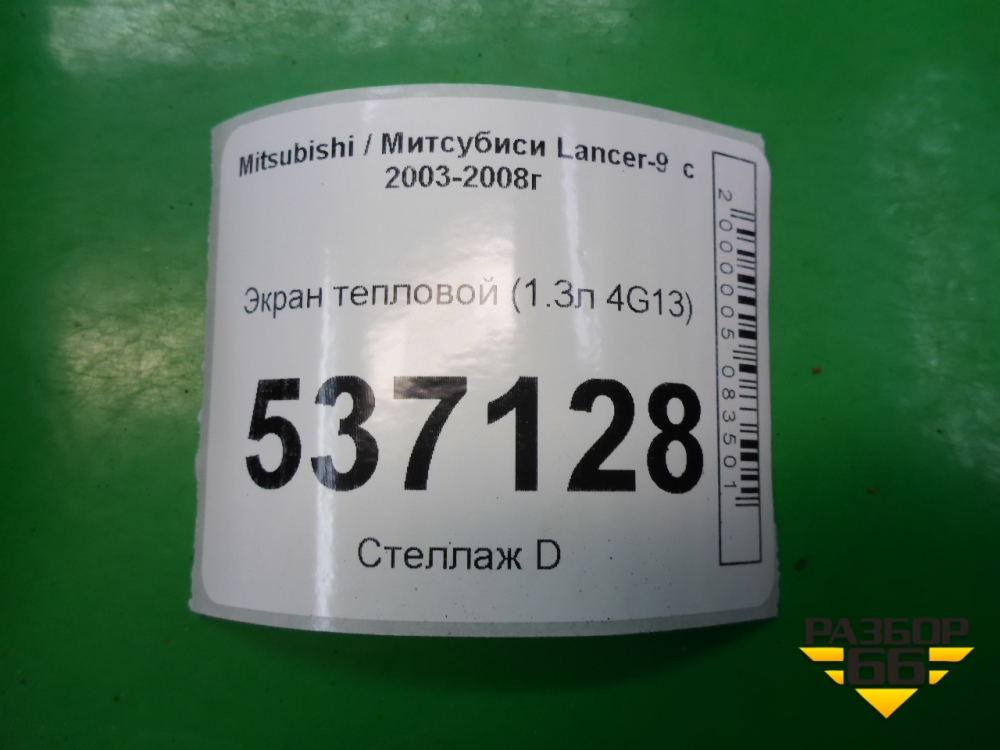 Mitsubishi / Митсубиси Lancer-9 с
2003-2008г
Экран тепловой (1.3л 4G13)
537128
Стеллаж D
2000005083501
РАЗБОР
66